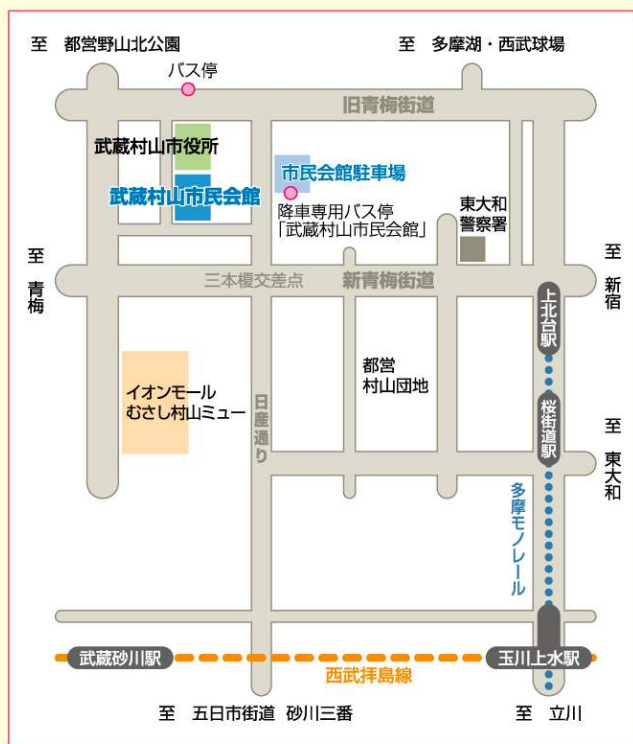 至 都営野山北公園
至 多摩湖・西武球場
バス停
旧青梅街道
武蔵村山市役所
武蔵村山市民会館
市民会館駐車場
降車専用バス停
「武蔵村山市民会館」
東大和
警察署
至 青梅
三本榎交差点
新青梅街道
至 新宿
上北台駅
イオンモール
むさし村山ミュー
日産通り
都営
村山団地
桜街道駅
至 東大和
多摩モノレール
武蔵砂川駅
西武拝島線
玉川上水駅
至 五日市街道 砂川三番
至 立川